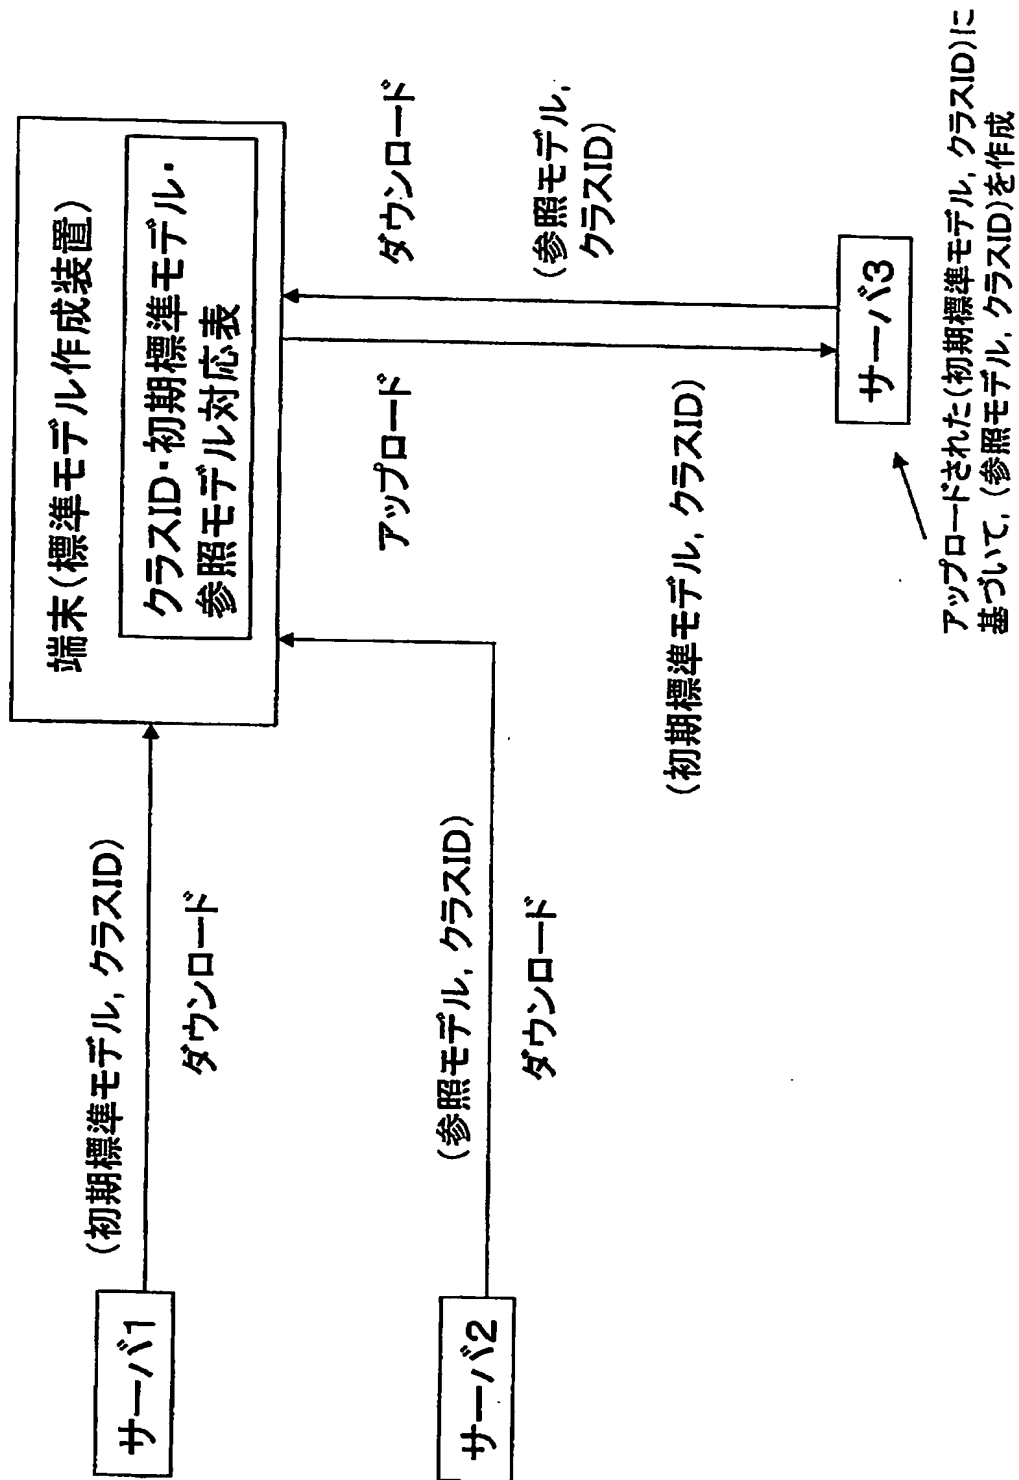 端末(標準モデル作成装置)
クラスID・初期標準モデル・
参照モデル対応表
(初期標準モデル, クラスID)
ダウンロード
サーバ1
(参照モデル, クラスID)
ダウンロード
サーバ2
アップロード
(初期標準モデル, クラスID)
ダウンロード
(参照モデル,
クラスID)
サーバ3
アップロードされた(初期標準モデル, クラスID)に
基づいて, (参照モデル, クラスID)を作成